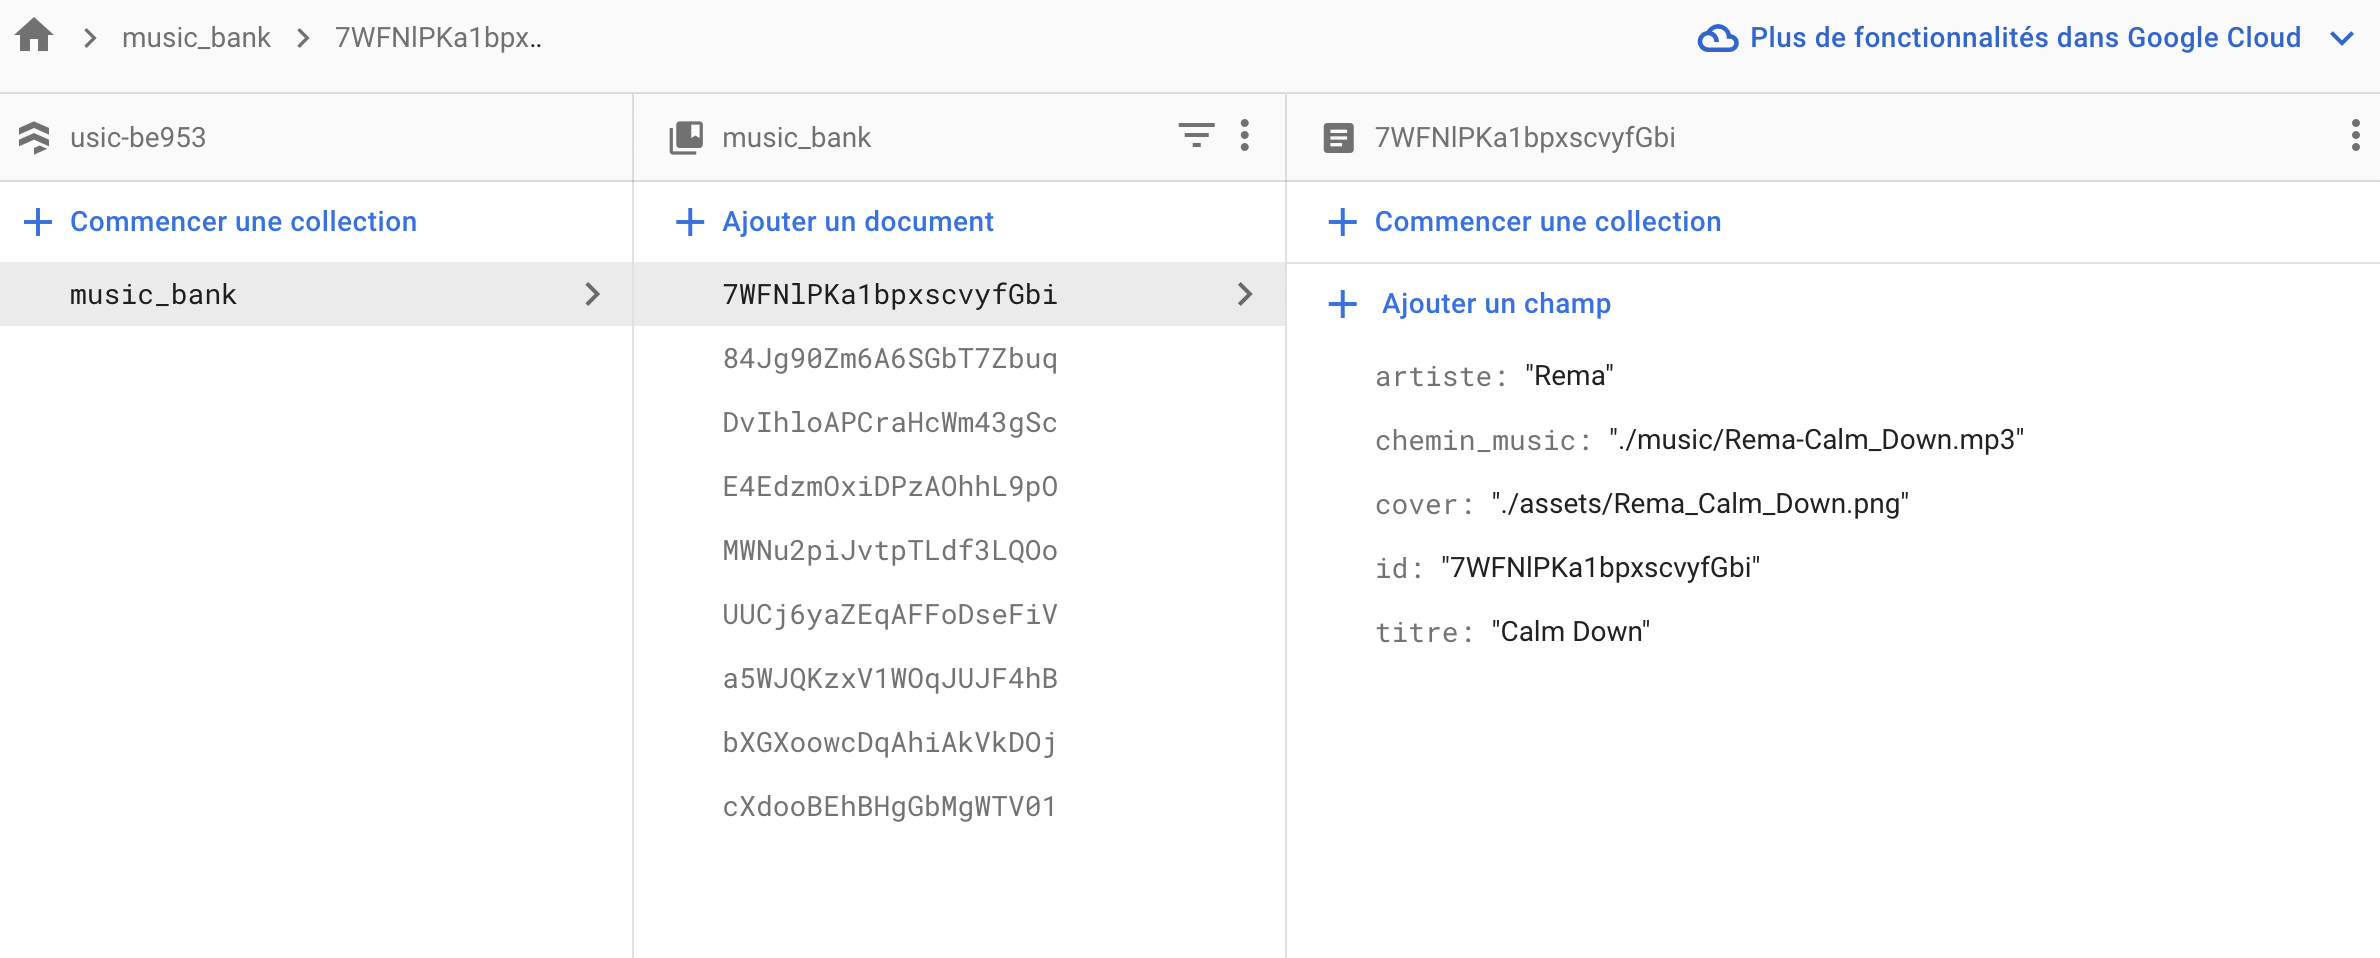 music_bank 7WFNlPKa1bpx..
Plus de fonctionnalités dans Google Cloud
usic-be953
Commencer une collection
music_bank
music_bank
Ajouter un document
7WFNlPKa1bpxscvyfGbi
84Jg90Zm6A6SGbT7Zbuq
DvIhloAPCraHcWm43gSc
E4EdzmOxiDPzAOhhL9pO
MWNu2piJvtpTLdf3LQOo
UUCj6yaZEqAFFoDseFiV
a5WJQKzxV1WOqJUJF4hB
bXGXoowcDqAhiAkVkDOj
cXdooBEhBHgGbMgWTV01
7WFNlPKa1bpxscvyfGbi
Commencer une collection
Ajouter un champ
artiste: "Rema"
chemin_music: "./music/Rema-Calm_Down.mp3"
cover: "./assets/Rema_Calm_Down.png"
id: "7WFNlPKa1bpxscvyfGbi"
titre: "Calm Down"